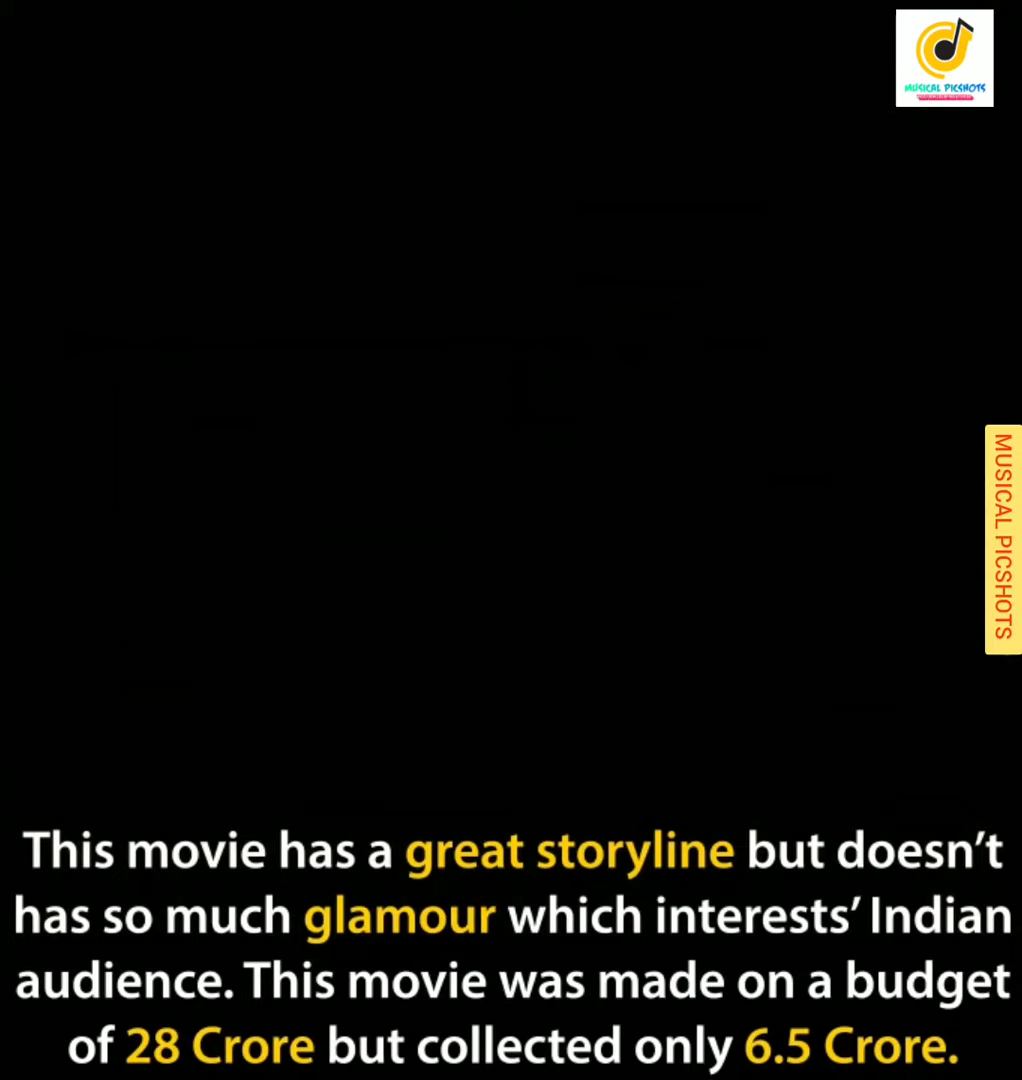 MUSICAL PICSHOTS
MUSICAL PICSHOTS
This movie has a great storyline but doesn’t
has so much glamour which interests’ Indian
audience. This movie was made on a budget
of 28 Crore but collected only 6.5 Crore.